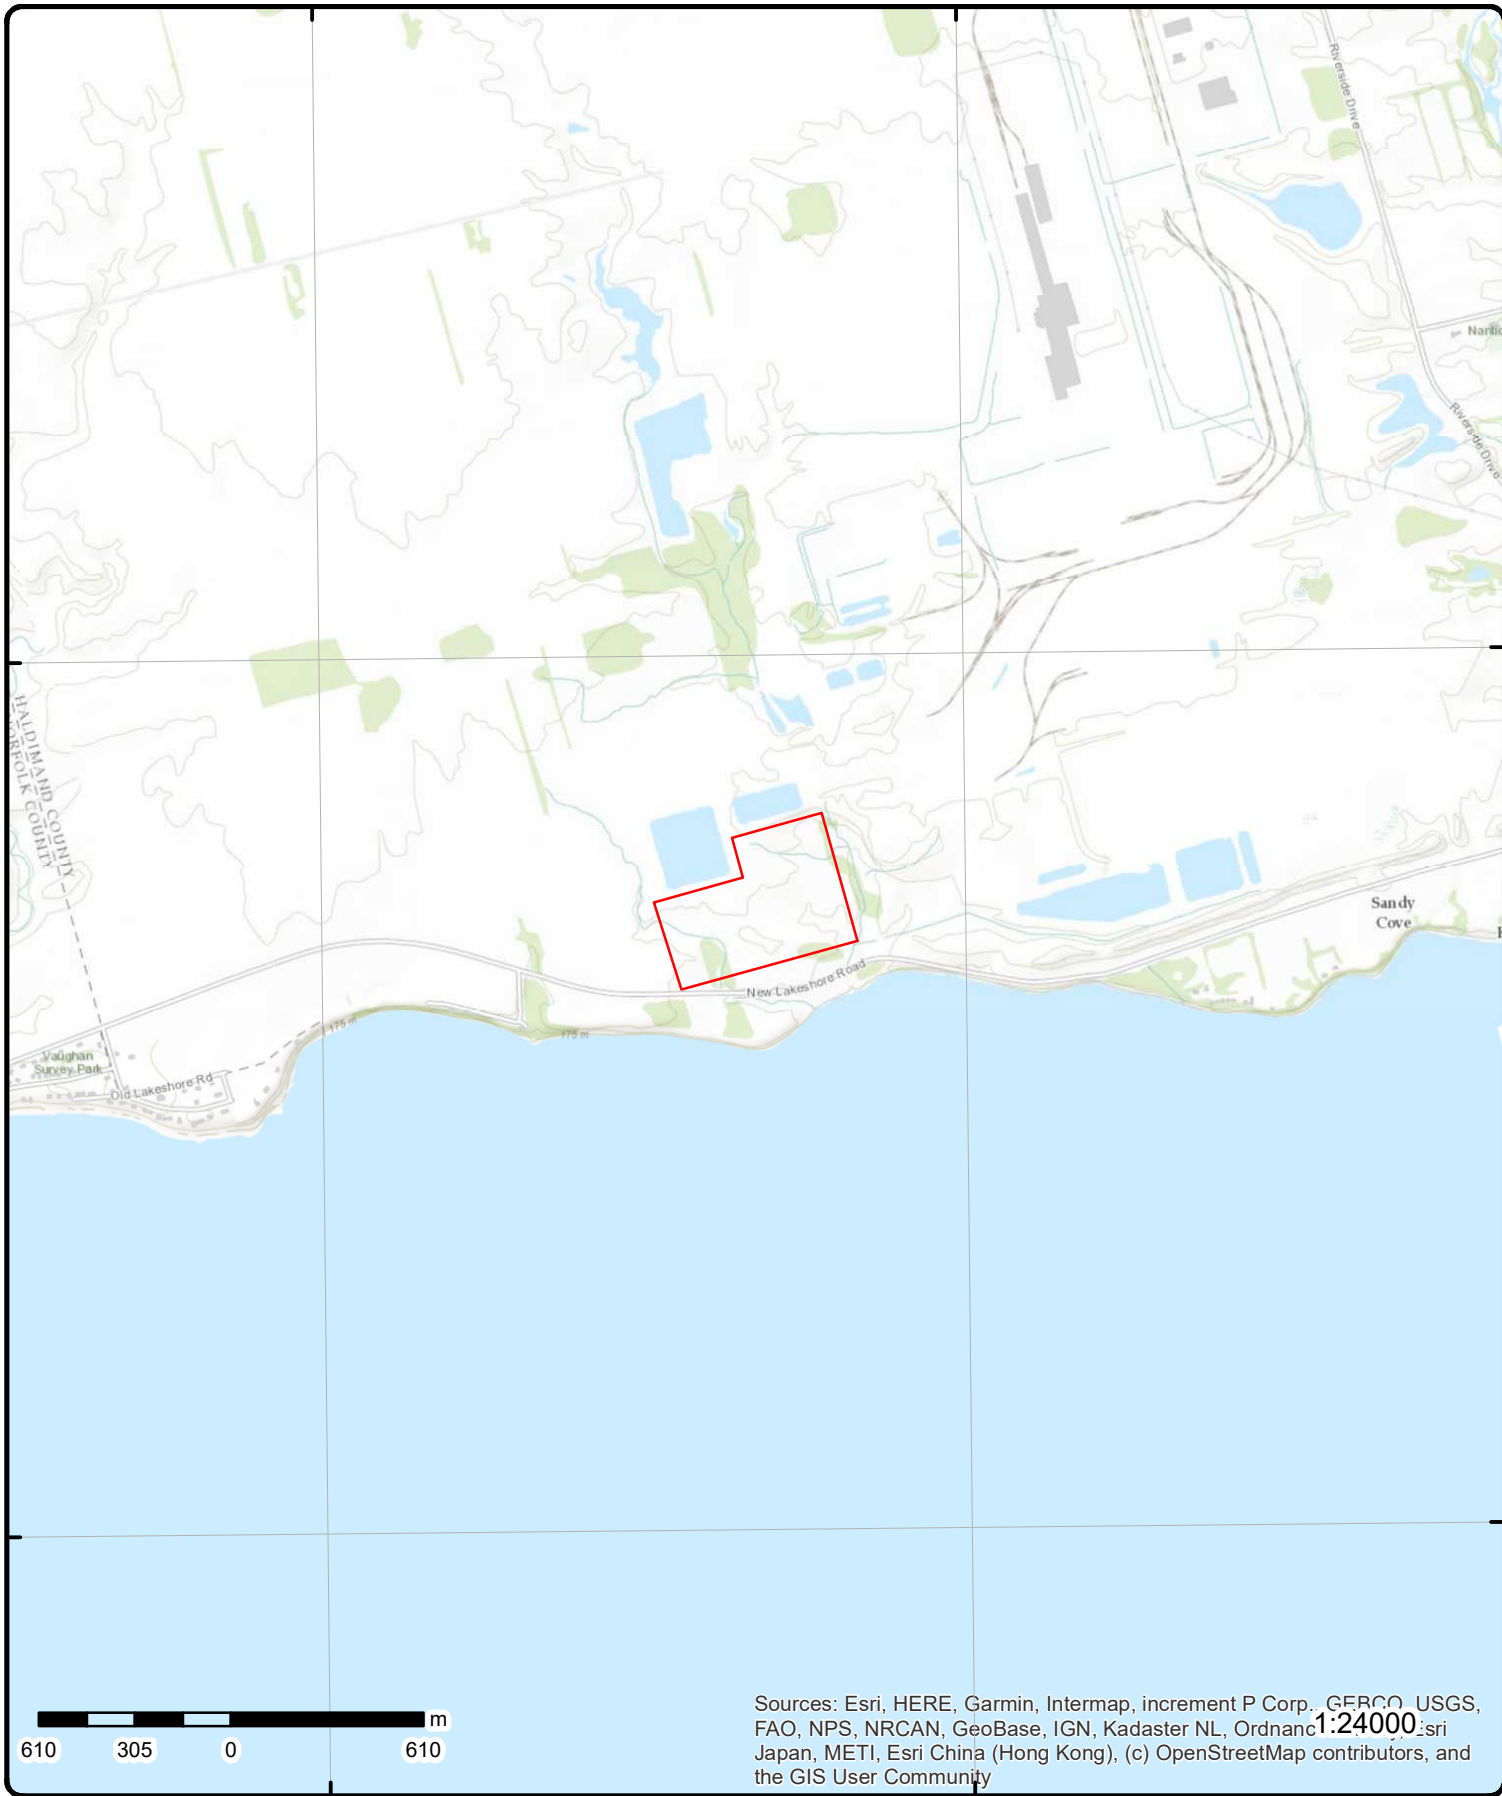 Riverside Drive
Nantic
Riverside Drive
HALDIMAND COUNTY
NORFOLK COUNTY
Sandy
Cove
New Lakeshore Road
175 m
175 m
Vaughan
Survey Park
Old Lakeshore Rd
m
610 305 0 610
Sources: Esri, HERE, Garmin, Intermap, increment P Corp., GEBCO, USGS,
FAO, NPS, NRCAN, GeoBase, IGN, Kadaster NL, Ordnanc Esri
1:24000
Japan, METI, Esri China (Hong Kong), (c) OpenStreetMap contributors, and
the GIS User Community